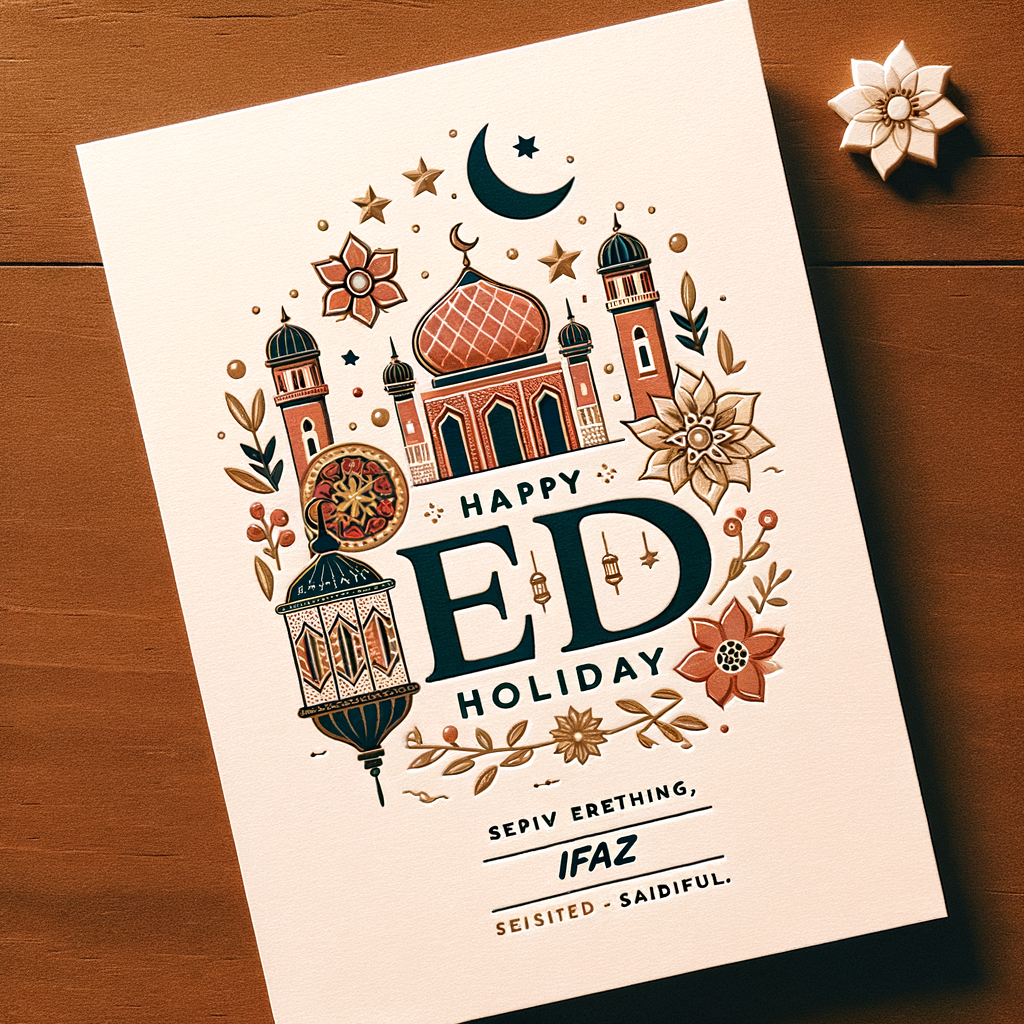 HAPPY
ED
HOLIDAY
SEPIV ERETHING,
IFAZ
SEISITED - SAIDIFUL.